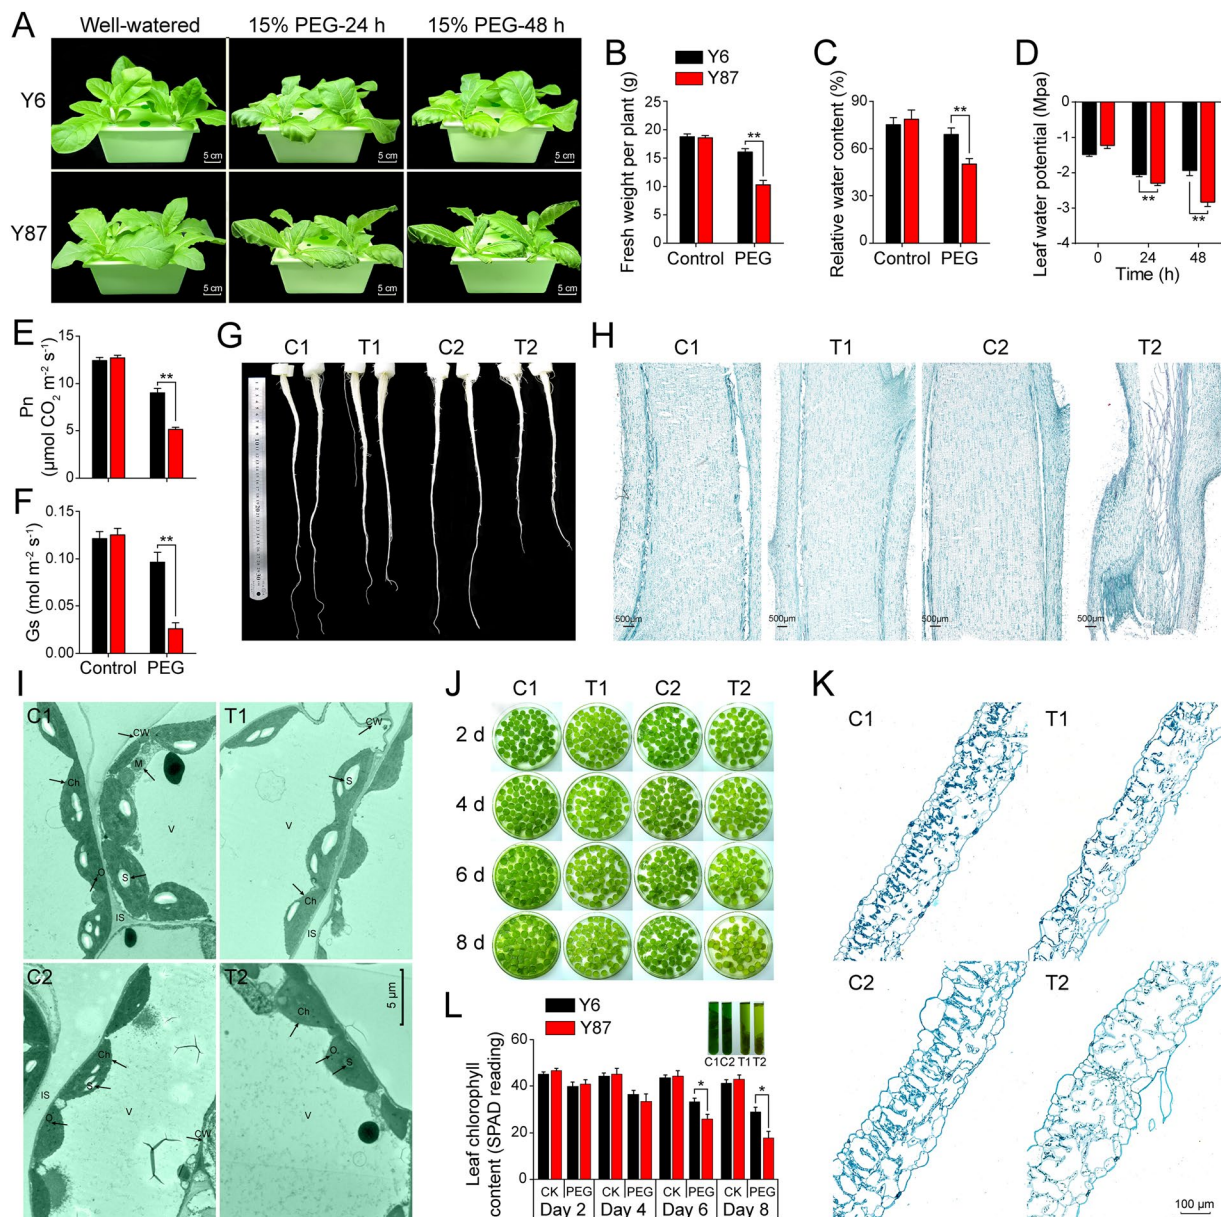 A
Well-watered
15% PEG-24 h
15% PEG-48 h
Y6
Y87
5 cm
5 cm
5 cm
5 cm
5 cm
5 cm
B
Y6
Y87
Fresh weight per plant (g)
25
20
15
10
5
0
**
Control
PEG
C
Relative water content (%)
90
60
30
0
**
Control
PEG
D
Leaf water potential (Mpa)
0
-1
-2
-3
-4
**
**
0
24
48
Time (h)
E
Pn
(µmol CO₂ m⁻² s⁻¹)
15
10
5
0
**
F
Gs (mol m⁻² s⁻¹)
0.15
0.10
0.05
0.00
**
Control
PEG
G
C1
T1
C2
T2
H
C1
T1
C2
T2
500µm
500µm
500µm
500µm
I
C1
CW
Ch
M
V
O
S
IS
T1
CW
S
V
Ch
IS
C2
Ch
S
IS
O
V
CW
T2
Ch
O
S
V
5 µm
J
C1
T1
C2
T2
2 d
4 d
6 d
8 d
K
C1
T1
C2
T2
100 µm
L
Y6
Y87
C1
C2
T1
T2
Leaf chlorophyll
content (SPAD reading)
60
40
20
0
*
*
CK
PEG
CK
PEG
CK
PEG
CK
PEG
Day 2
Day 4
Day 6
Day 8